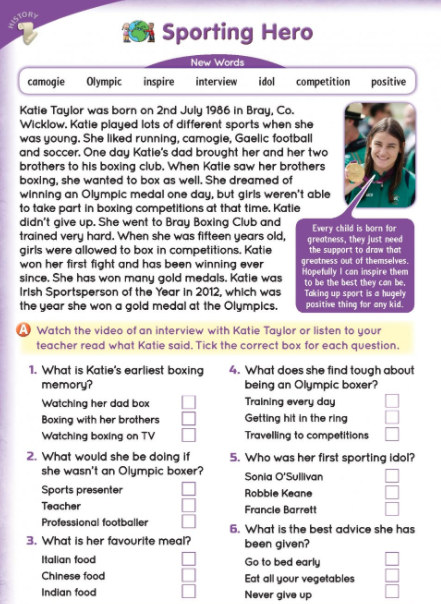 HISTORY
Sporting Hero
New Words
camogie Olympic inspire interview idol competition positive
Katie Taylor was born on 2nd July 1986 in Bray, Co.
Wicklow. Katie played lots of different sports when she
was young. She liked running, camogie, Gaelic football
and soccer. One day Katie's dad brought her and her two
brothers to his boxing club. When Katie saw her brothers
boxing, she wanted to box as well. She dreamed of
winning an Olympic medal one day, but girls weren't able
to take part in boxing competitions at that time. Katie
didn't give up. She went to Bray Boxing Club and
trained very hard. When she was fifteen years old,
girls were allowed to box in competitions. Katie
won her first fight and has been winning ever
since. She has won many gold medals. Katie was
Irish Sportsperson of the Year in 2012, which was
the year she won a gold medal at the Olympics.
Every child is born for
greatness, they just need
the support to draw that
greatness out of themselves.
Hopefully I can inspire them
to be the best they can be.
Taking up sport is a hugely
positive thing for any kid.
A Watch the video of an interview with Katie Taylor or listen to your
teacher read what Katie said. Tick the correct box for each question.
1. What is Katie's earliest boxing
memory?
Watching her dad box
Boxing with her brothers
Watching boxing on TV
2. What would she be doing if
she wasn't an Olympic boxer?
Sports presenter
Teacher
Professional footballer
3. What is her favourite meal?
Italian food
Chinese food
Indian food
4. What does she find tough about
being an Olympic boxer?
Training every day
Getting hit in the ring
Travelling to competitions
5. Who was her first sporting idol?
Sonia O'Sullivan
Robbie Keane
Francie Barrett
6. What is the best advice she has
been given?
Go to bed early
Eat all your vegetables
Never give up